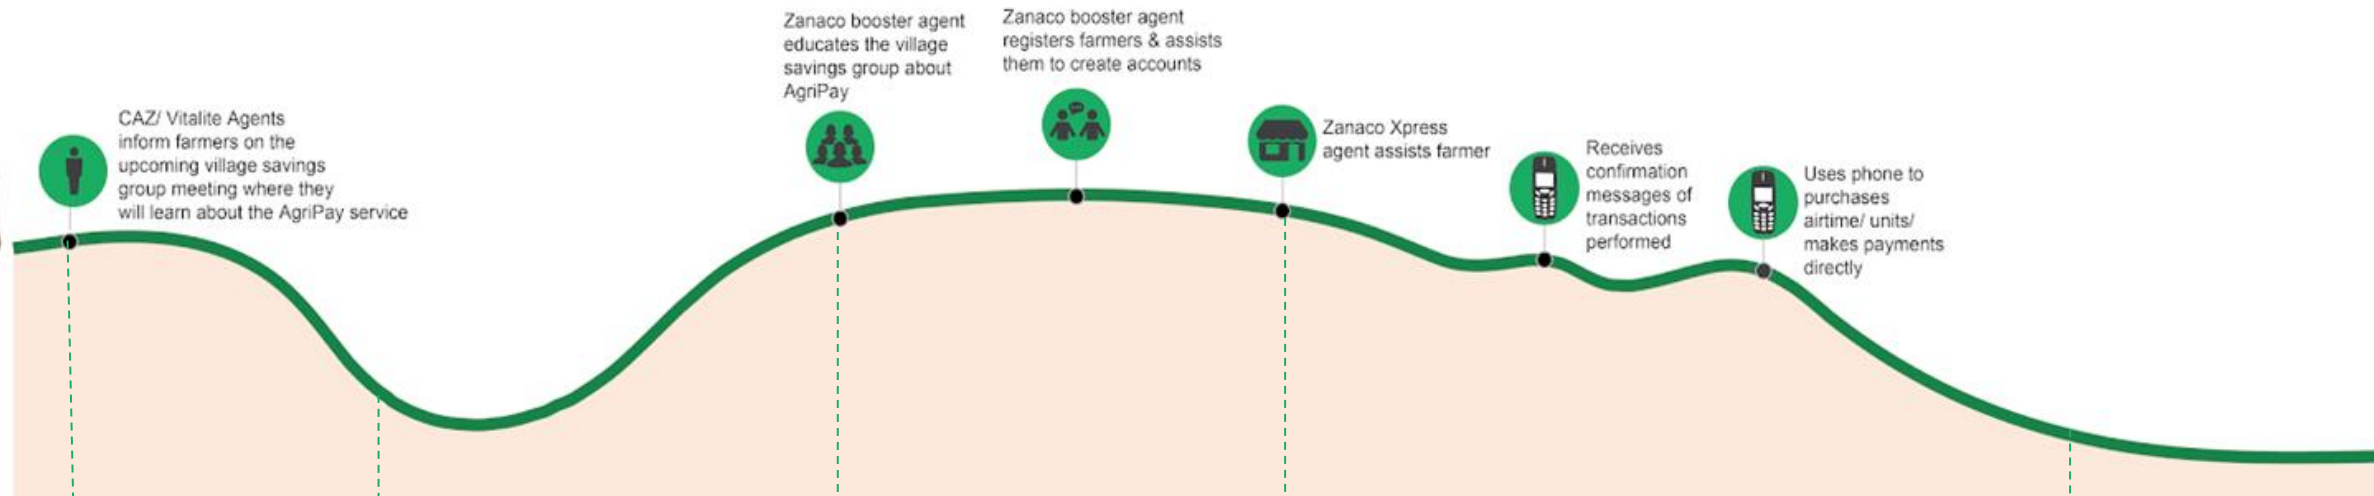 CAZ/ Vitalite Agents
inform farmers on the
upcoming village savings
group meeting where they
will learn about the AgriPay service
Zanaco booster agent
educates the village
savings group about
AgriPay
Zanaco booster agent
registers farmers & assists
them to create accounts
Zanaco Xpress
agent assists farmer
Receives
confirmation
messages of
transactions
performed
Uses phone to
purchases
airtime/ units/
makes payments
directly